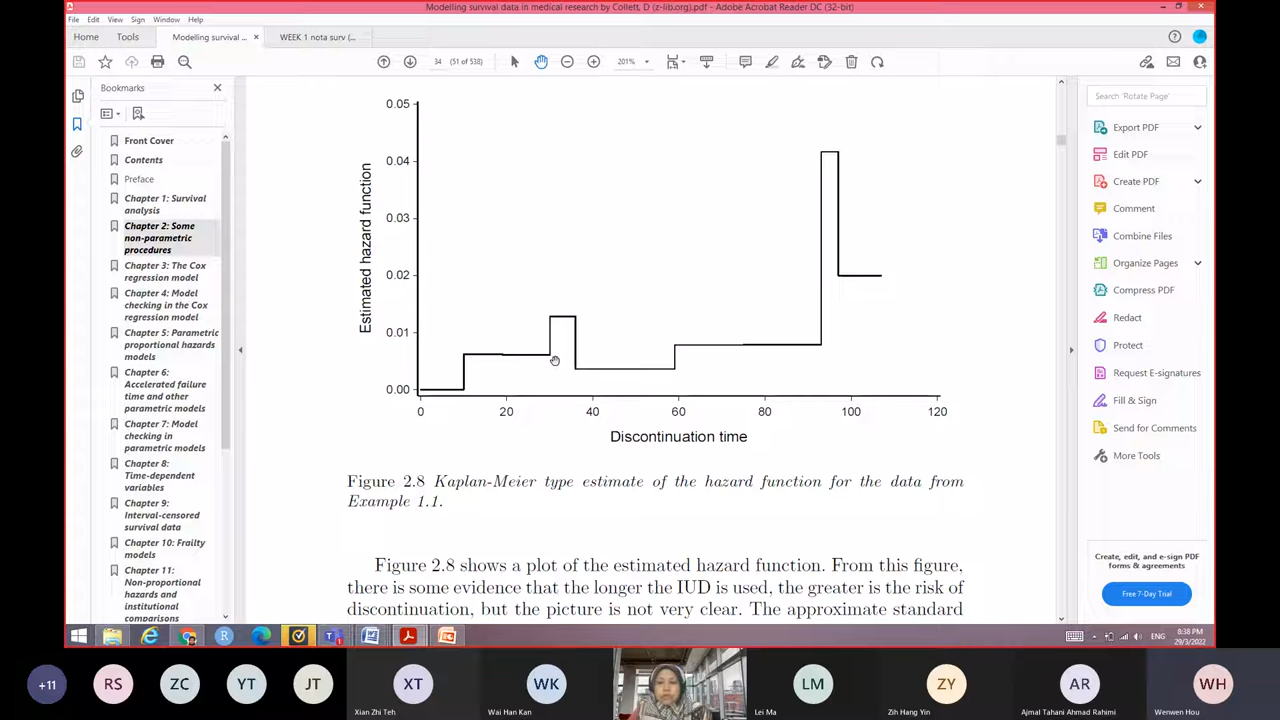 Modelling survival data in medical research by Collett, D (z-lib.org).pdf - Adobe Acrobat Reader DC (32-bit)
File Edit View Sign Window Help
Home Tools Modelling survival ... × WEEK 1 nota surv (...
34 (51 of 538) 201%
Bookmarks
Front Cover
Contents
Preface
Chapter 1: Survival
analysis
Chapter 2: Some
non-parametric
procedures
Chapter 3: The Cox
regression model
Chapter 4: Model
checking in the Cox
regression model
Chapter 5: Parametric
proportional hazards
models
Chapter 6:
Accelerated failure
time and other
parametric models
Chapter 7: Model
checking in
parametric models
Chapter 8:
Time-dependent
variables
Chapter 9:
Interval-censored
survival data
Chapter 10: Frailty
models
Chapter 11:
Non-proportional
hazards and
institutional
comparisons
0.05
0.04
0.03
0.02
0.01
0.00
Estimated hazard function
0 20 40 60 80 100 120
Discontinuation time
Figure 2.8 Kaplan-Meier type estimate of the hazard function for the data from
Example 1.1.
Figure 2.8 shows a plot of the estimated hazard function. From this figure,
there is some evidence that the longer the IUD is used, the greater is the risk of
discontinuation, but the picture is not very clear. The approximate standard
Search 'Rotate Page'
Export PDF
Edit PDF
Create PDF
Comment
Combine Files
Organize Pages
Compress PDF
Redact
Protect
Request E-signatures
Fill & Sign
Send for Comments
More Tools
Create, edit, and e-sign PDF
forms & agreements
Free 7-Day Trial
ENG
8:38 PM
29/3/2022
+11 RS ZC YT JT XT WK LM ZY AR WH
Xian Zhi Teh Wai Han Kan Lei Ma Zih Hang Yin Ajmal Tahani Ahmad Rahimi Wenwen Hou